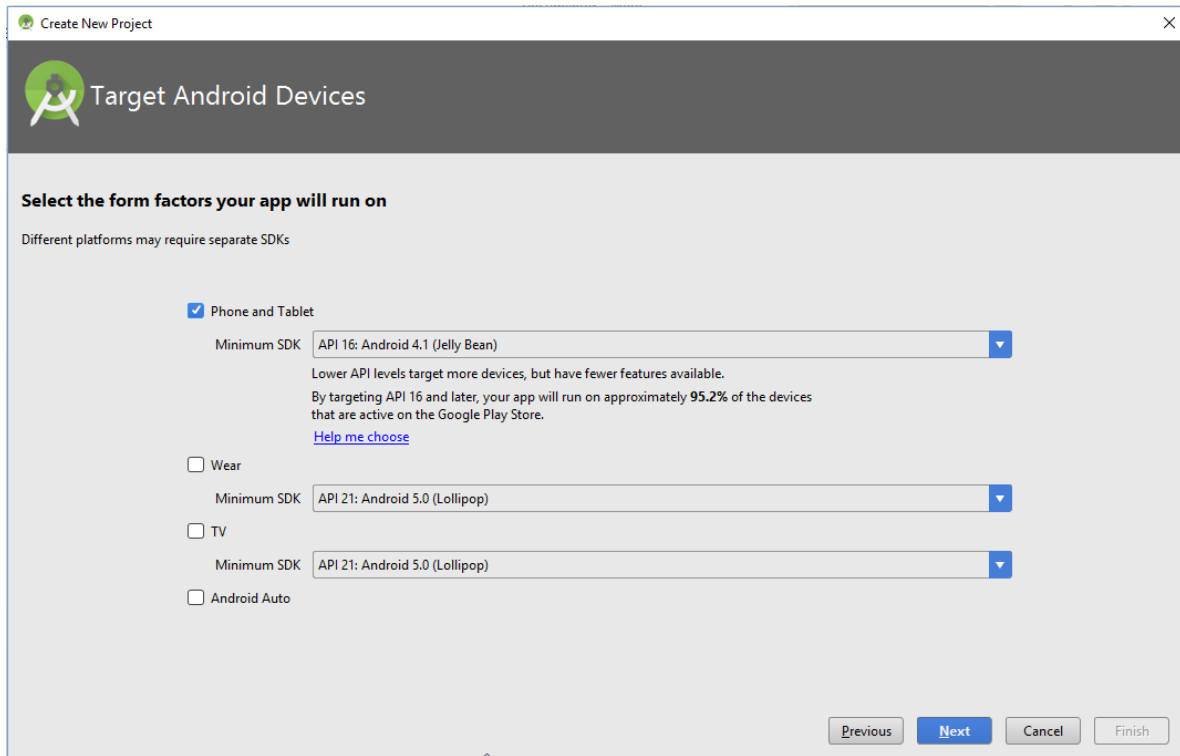 Create New Project
Target Android Devices
Select the form factors your app will run on
Different platforms may require separate SDKs
Phone and Tablet
Minimum SDK API 16: Android 4.1 (Jelly Bean)
Lower API levels target more devices, but have fewer features available.
By targeting API 16 and later, your app will run on approximately 95.2% of the devices
that are active on the Google Play Store.
Help me choose
Wear
Minimum SDK API 21: Android 5.0 (Lollipop)
TV
Minimum SDK API 21: Android 5.0 (Lollipop)
Android Auto
Previous Next Cancel Finish